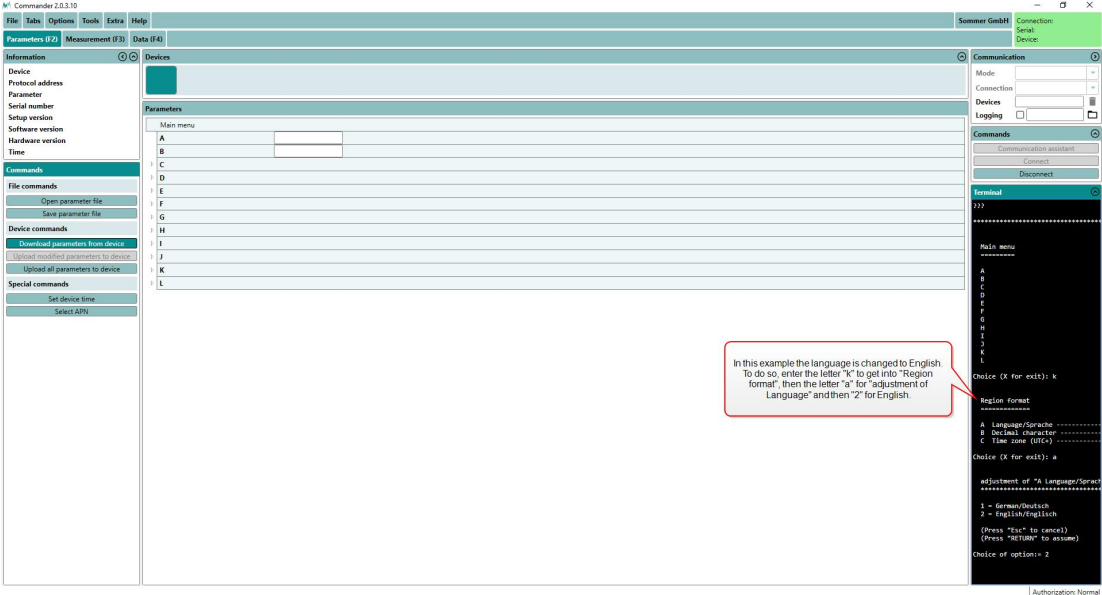 Commander 2.0.3.10
File Tabs Options Tools Extra Help
Sommer GmbH
Connection:
Serial:
Device:
Parameters (F2) Measurement (F3) Data (F4)
Information
Device
Protocol address
Parameter
Serial number
Setup version
Software version
Hardware version
Time
Commands
File commands
Open parameter file
Save parameter file
Device commands
Download parameters from device
Upload modified parameters to device
Upload all parameters to device
Special commands
Set device time
Select APN
Devices
Parameters
Main menu
A
B
C
D
E
F
G
H
I
J
K
L
In this example the language is changed to English.
To do so, enter the letter "k" to get into "Region
format", then the letter "a" for "adjustment of
Language" and then "2" for English.
Communication
Mode
Connection
Devices
Logging
Commands
Communication assistant
Connect
Disconnect
Terminal
???
**********************************
Main menu
---------
A
B
C
D
E
F
G
H
I
J
K
L
Choice (X for exit): k
Region format
-------------
A Language/Sprache -----------
B Decimal character -----------
C Time zone (UTC+) -----------
Choice (X for exit): a
adjustment of "A Language/Sprach
********************************
1 = German/Deutsch
2 = English/Englisch
(Press "Esc" to cancel)
(Press "RETURN" to assume)
Choice of option:= 2
Authorization: Normal